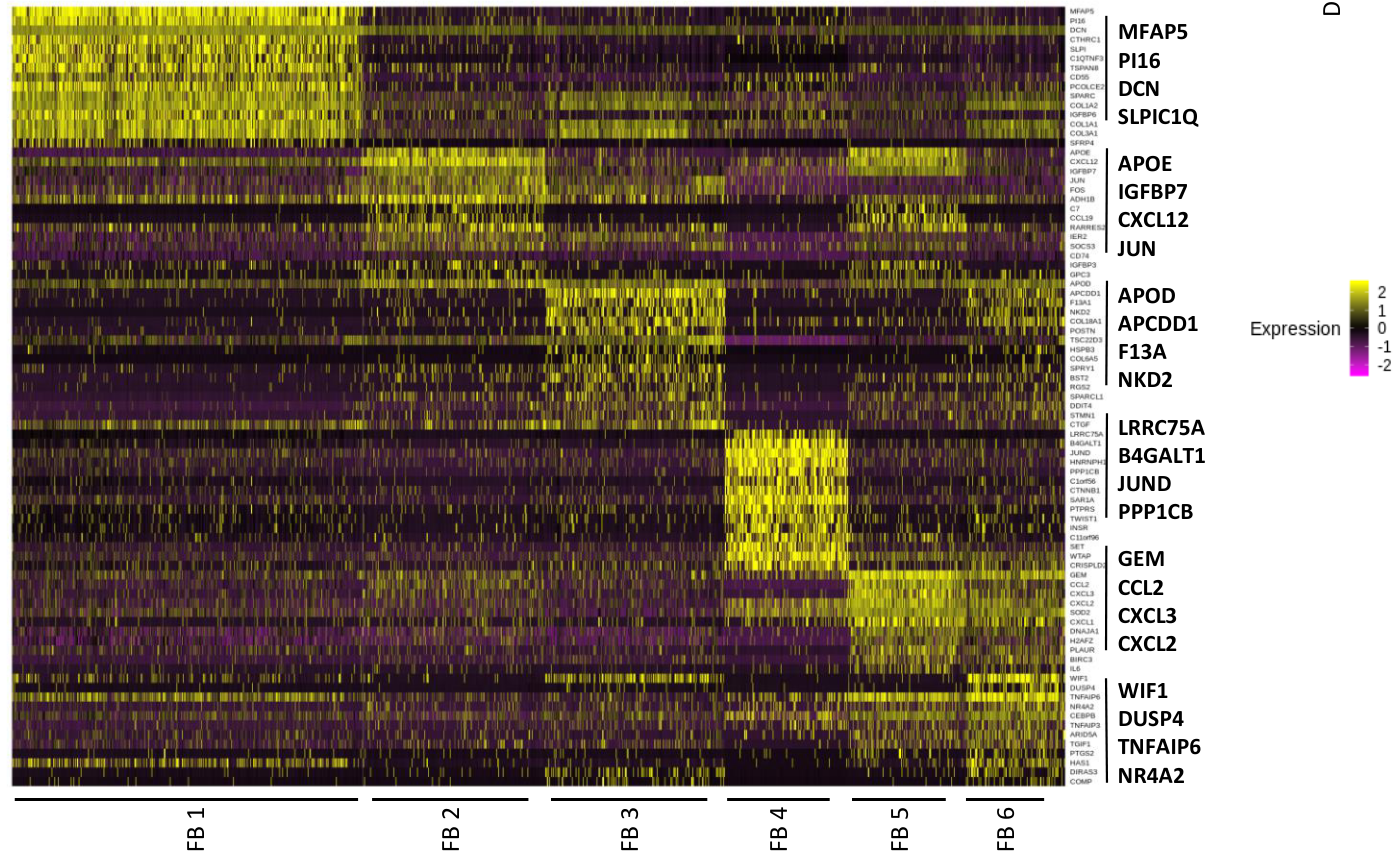 D
MFAP5
PI16
DCN
CTHRC1
SLPI
C1QTNF3
TSPAN8
CD55
PCOLCE2
SPARC
COL1A2
IGFBP6
COL1A1
COL3A1
SFRP4
APOE
CXCL12
IGFBP7
JUN
FOS
ADH1B
C7
CCL19
RARRES2
IER2
SOCS3
CD74
IGFBP3
GPC3
APOD
APCDD1
F13A1
NKD2
COL18A1
POSTN
TSC22D3
HSPB3
COL6A5
SPRY1
BST2
RGS2
SPARCL1
DDIT4
STMN1
CTGF
LRRC75A
B4GALT1
JUND
HNRNPH1
PPP1CB
C1orf56
CTNNB1
SAR1A
PTPRS
TWIST1
INSR
C11orf96
SET
WTAP
CRISPLD2
GEM
CCL2
CXCL3
CXCL2
SOD2
CXCL1
DNAJA1
H2AFZ
PLAUR
BIRC3
IL6
WIF1
DUSP4
TNFAIP6
NR4A2
CEBPB
TNFAIP3
ARID5A
TGIF1
PTGS2
HAS1
DIRAS3
COMP
MFAP5
PI16
DCN
SLPIC1Q
APOE
IGFBP7
CXCL12
JUN
APOD
APCDD1
F13A
NKD2
LRRC75A
B4GALT1
JUND
PPP1CB
GEM
CCL2
CXCL3
CXCL2
WIF1
DUSP4
TNFAIP6
NR4A2
Expression
2
1
0
-1
-2
FB 1
FB 2
FB 3
FB 4
FB 5
FB 6